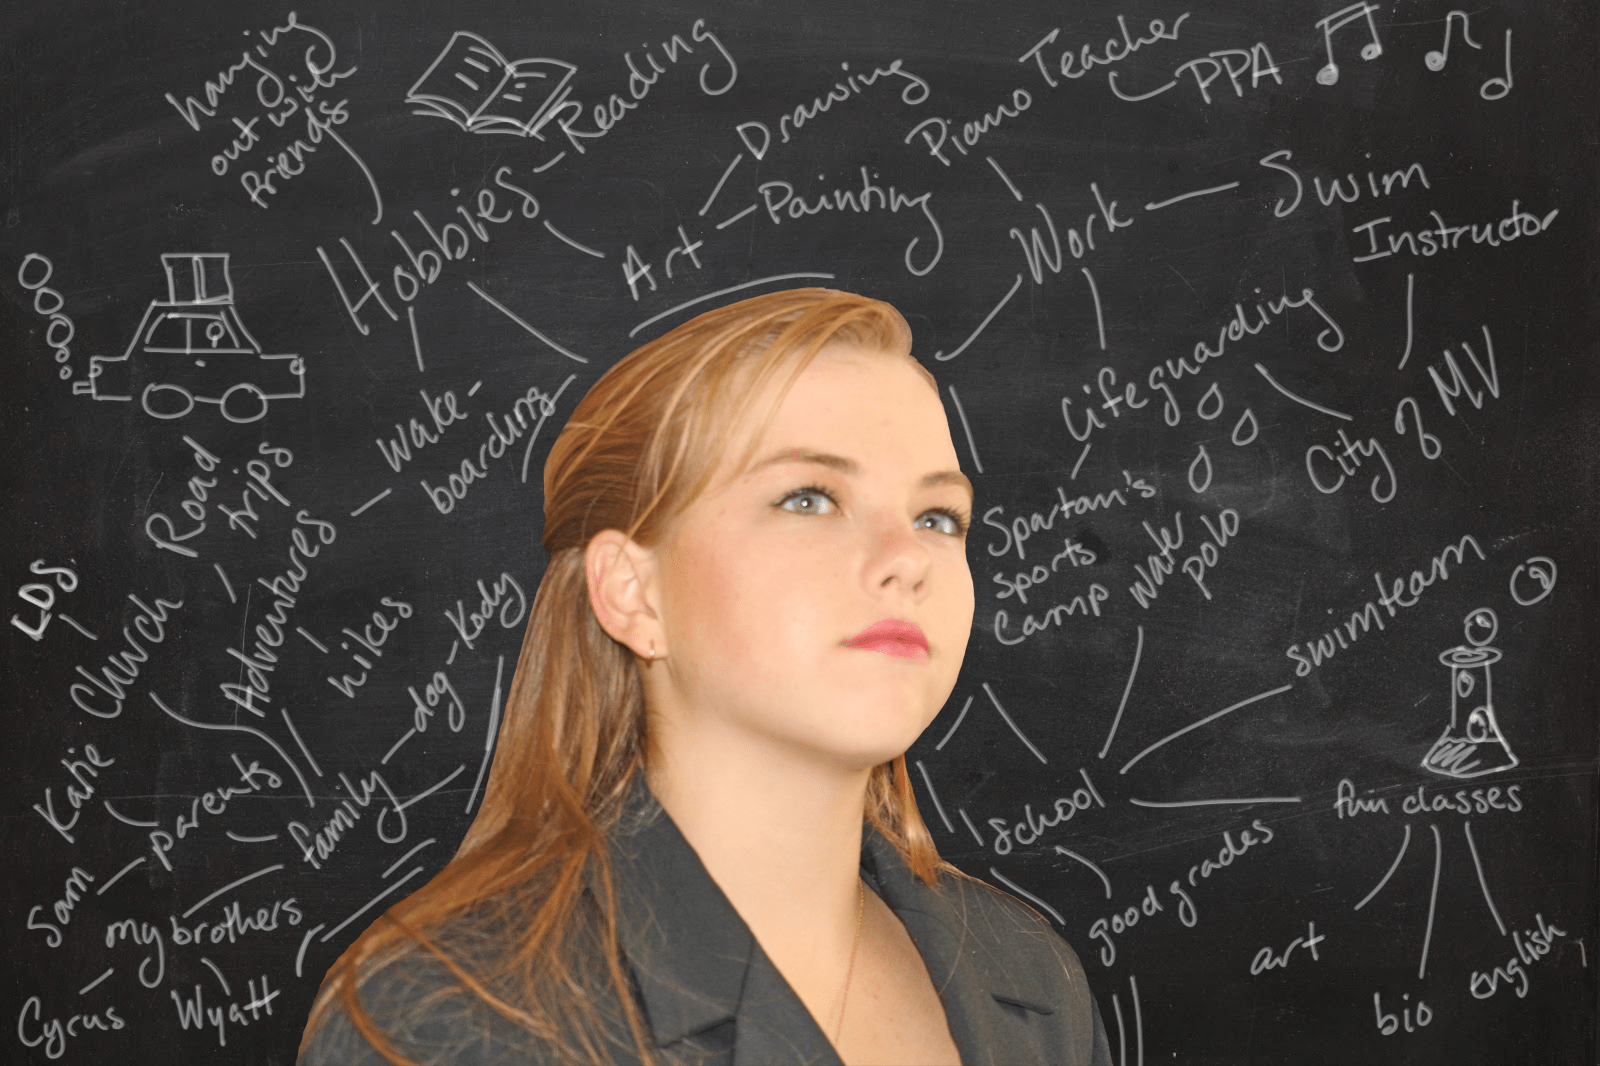 hanging
out with
friends
Reading
Hobbies
Drawing
Painting
Art
Piano Teacher
PPA
Work
Swim
Instructor
Lifeguarding
City of MV
Spartan's
sports
camp
water
polo
wake-
boarding
Road
trips
Adventures
hikes
LDS
Church
dog - Kody
family
parents
Katie
Sam
my brothers
Cyrus
Wyatt
swimteam
school
fun classes
good grades
art
bio
english